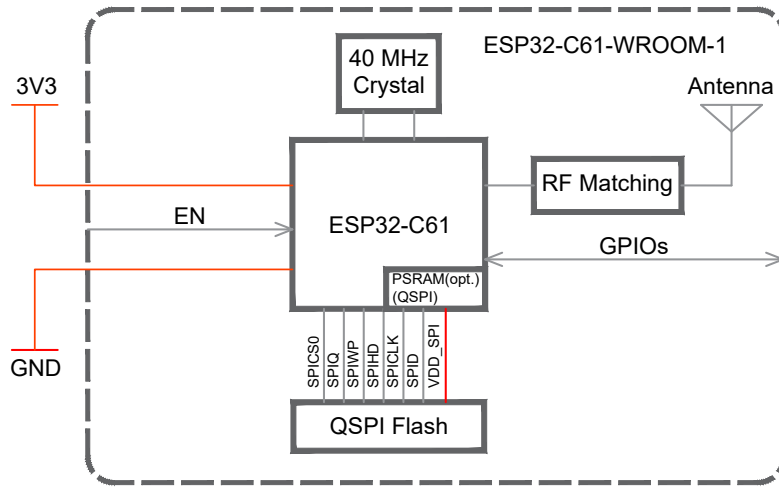 ESP32-C61-WROOM-1
40 MHz
Crystal
3V3
Antenna
RF Matching
EN
ESP32-C61
GPIOs
PSRAM(opt.)
(QSPI)
GND
SPICS0
SPIQ
SPIWP
SPIHD
SPICLK
SPID
VDD_SPI
QSPI Flash